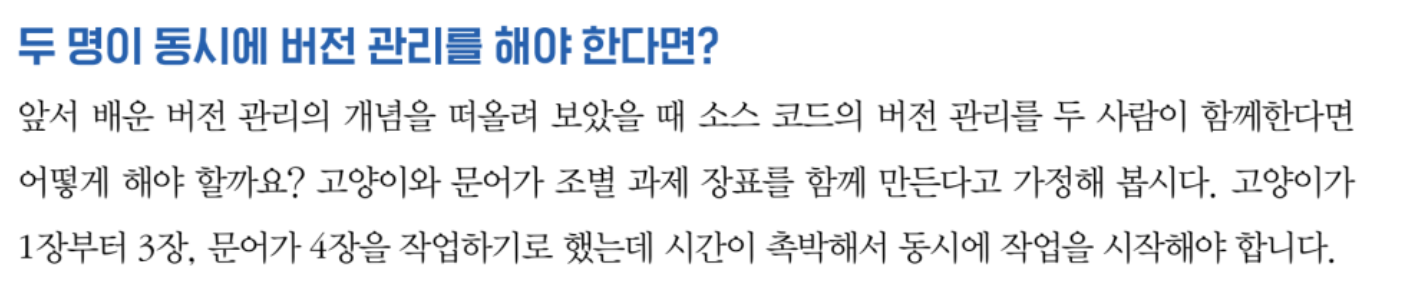 두 명이 동시에 버전 관리를 해야 한다면?
앞서 배운 버전 관리의 개념을 떠올려 보았을 때 소스 코드의 버전 관리를 두 사람이 함께한다면
어떻게 해야 할까요? 고양이와 문어가 조별 과제 장표를 함께 만든다고 가정해 봅시다. 고양이가
1장부터 3장, 문어가 4장을 작업하기로 했는데 시간이 촉박해서 동시에 작업을 시작해야 합니다.